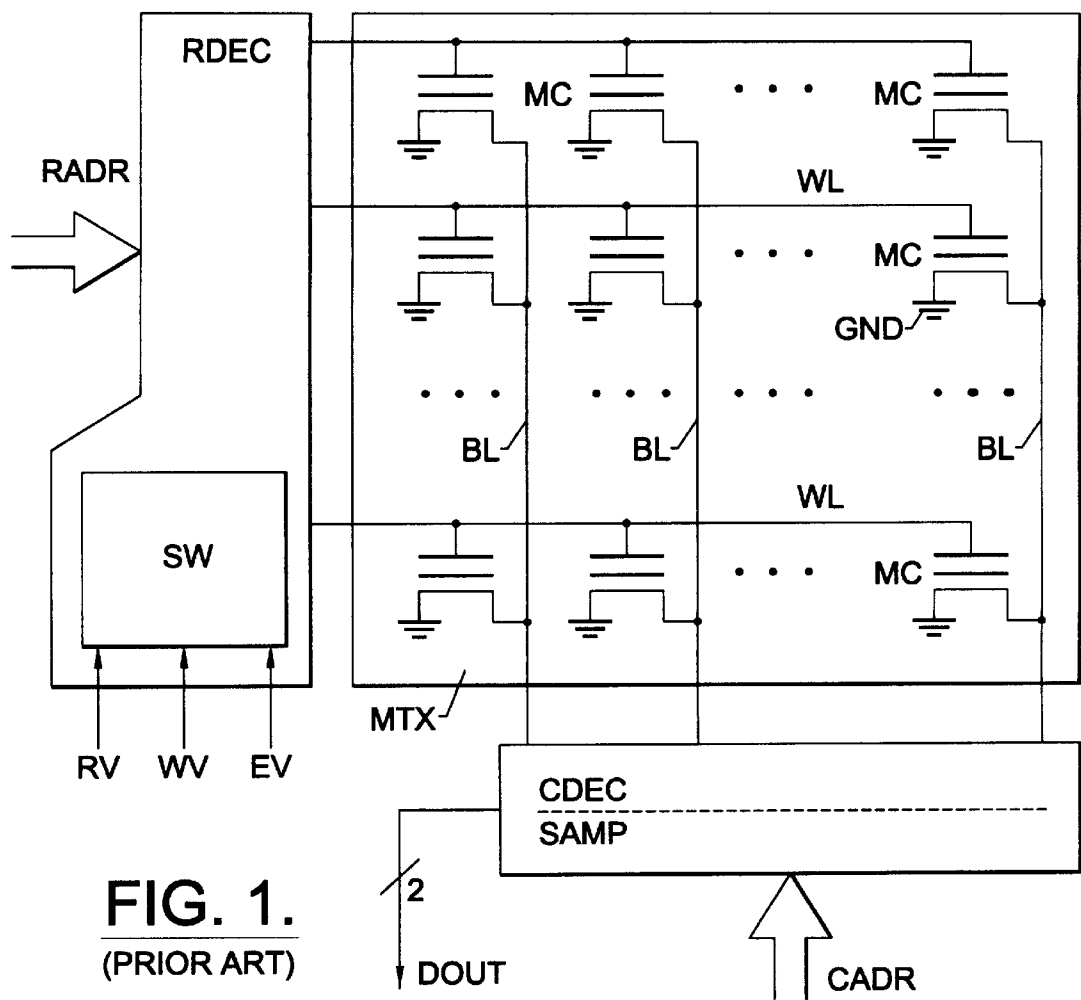 RDEC
MC
MC
RADR
WL
MC
GND
BL
BL
BL
WL
SW
MC
MTX
RV WV EV
CDEC
SAMP
2
FIG. 1.
(PRIOR ART)
DOUT
CADR